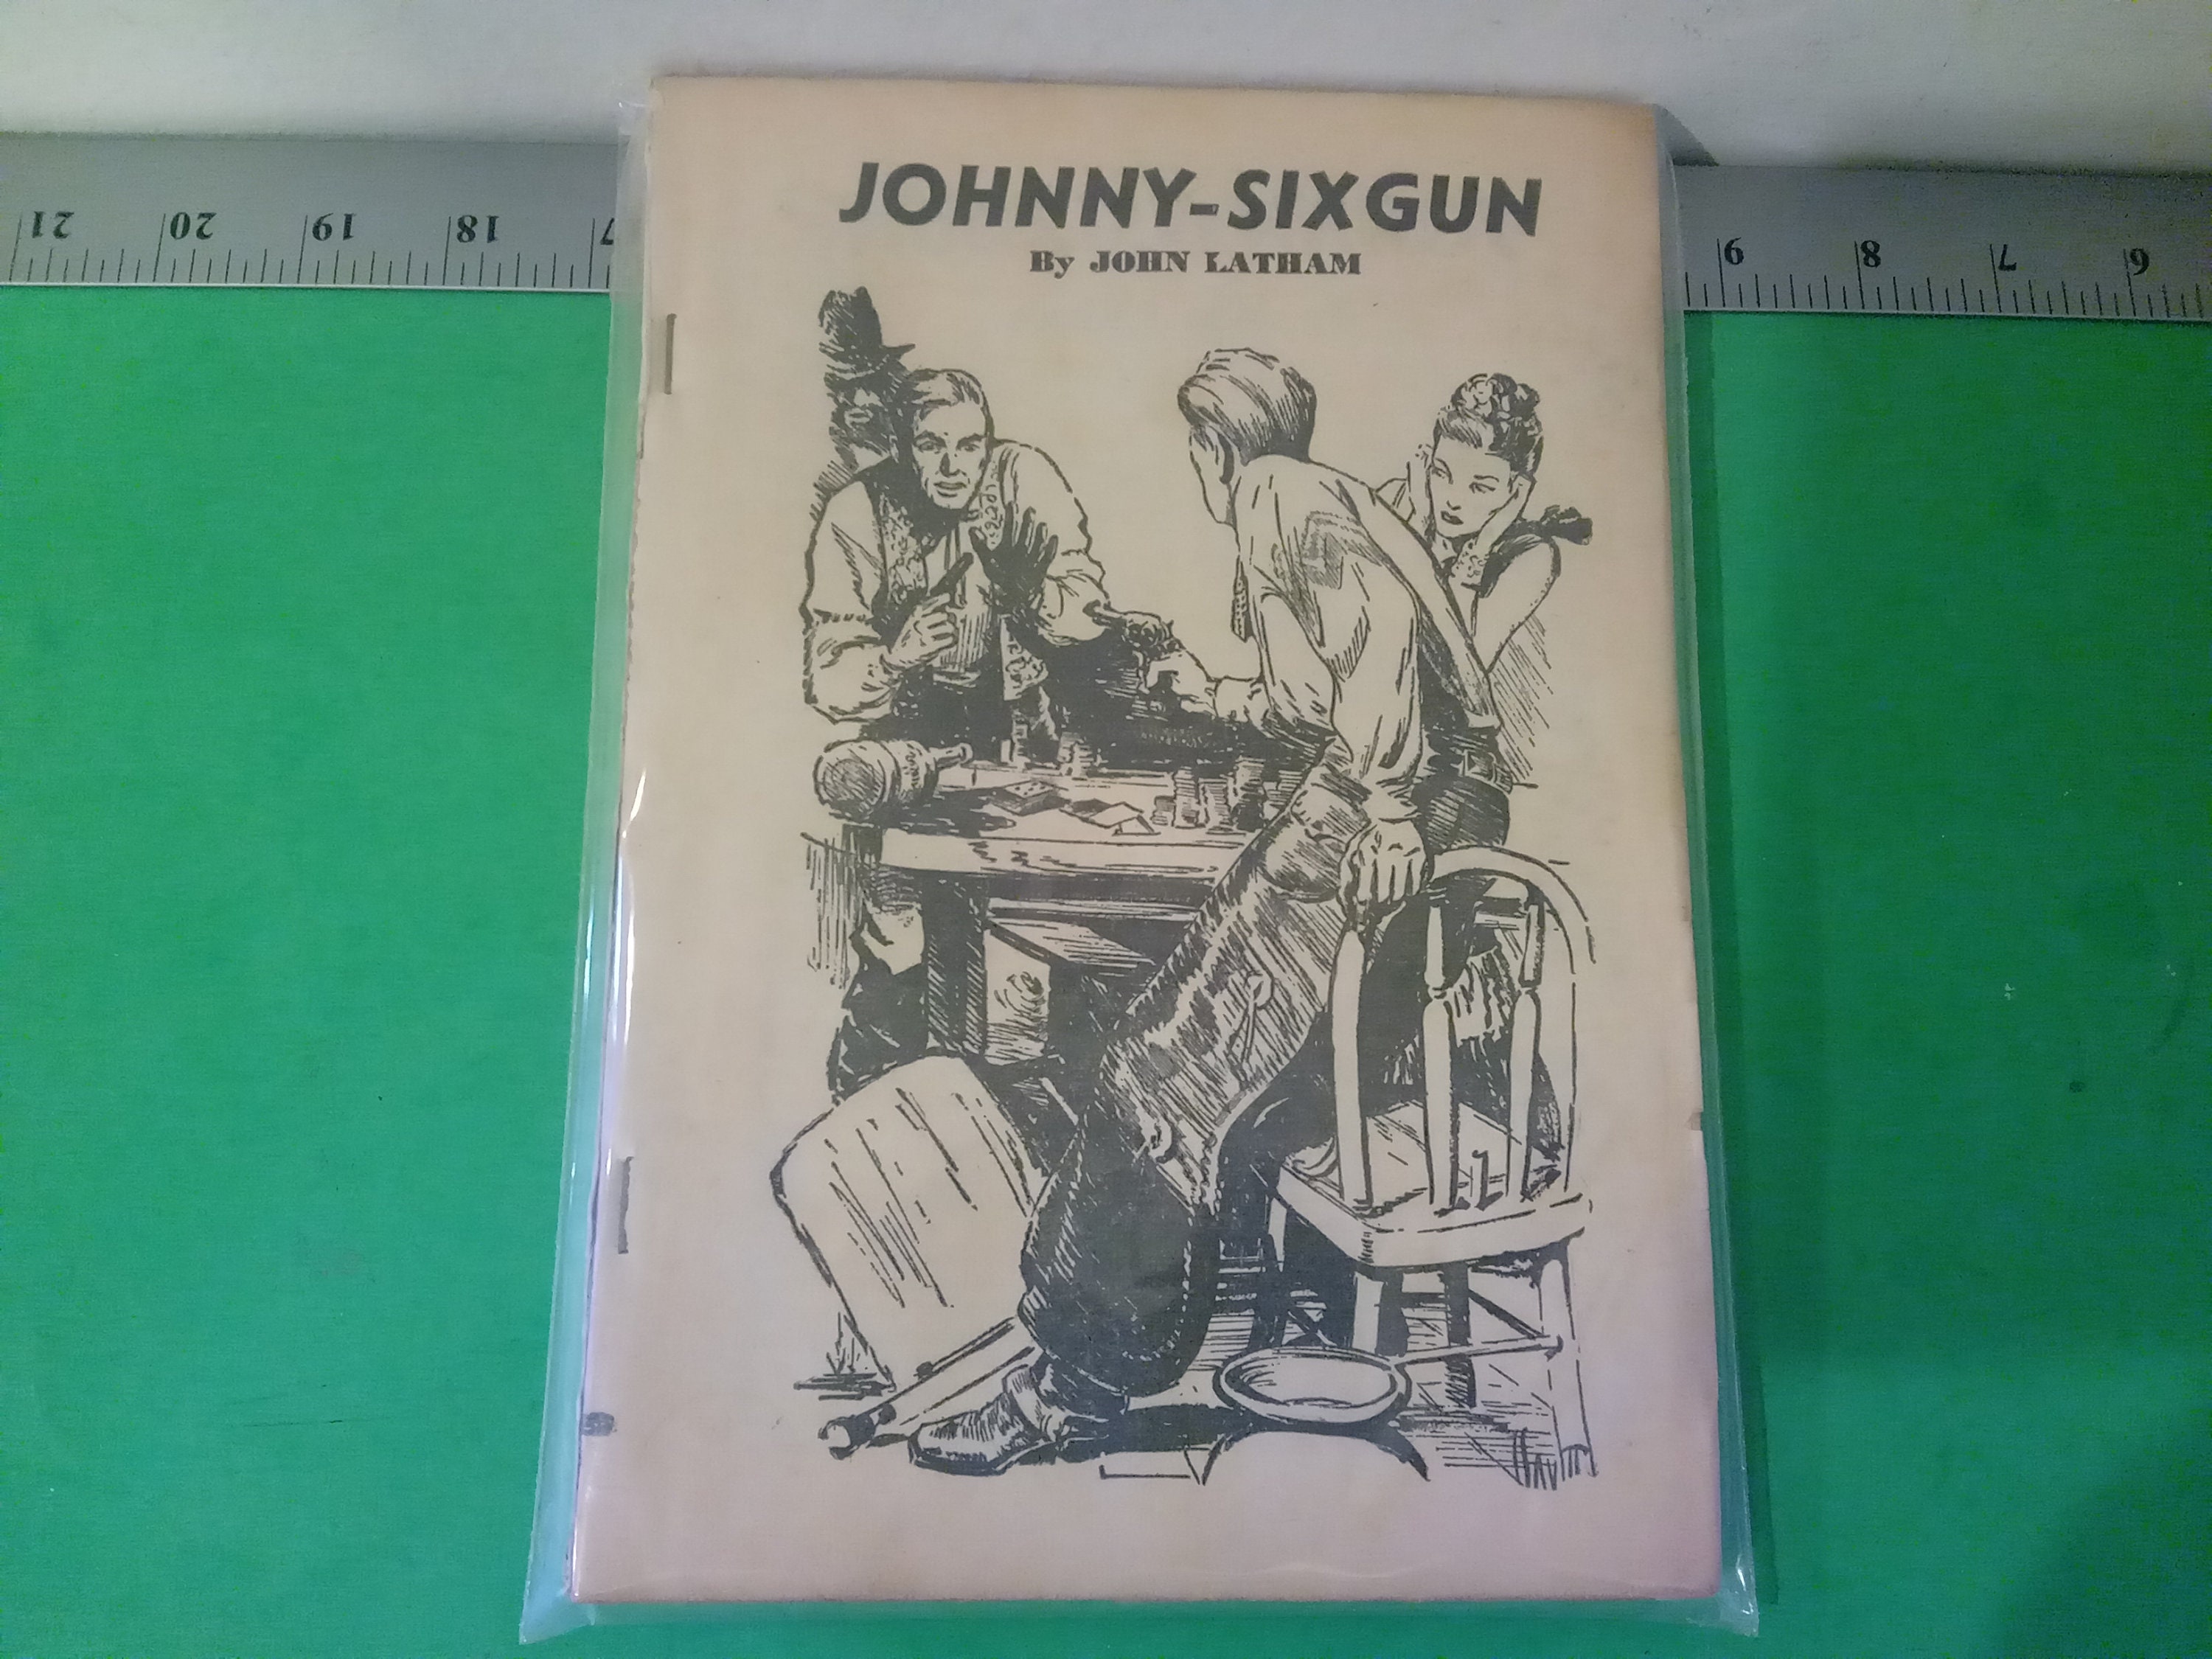 JOHNNY-SIXGUN
By JOHN LATHAM
21 20 19 18 9 8 7 6